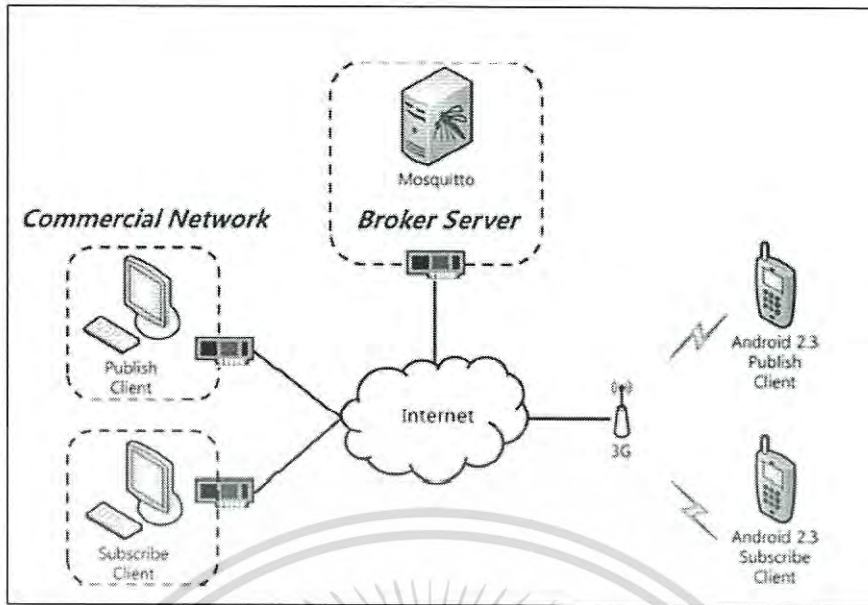 Mosquitto
Broker Server
Commercial Network
Publish
Client
Subscribe
Client
Internet
3G
Android 2.3
Publish
Client
Android 2.3
Subscribe
Client